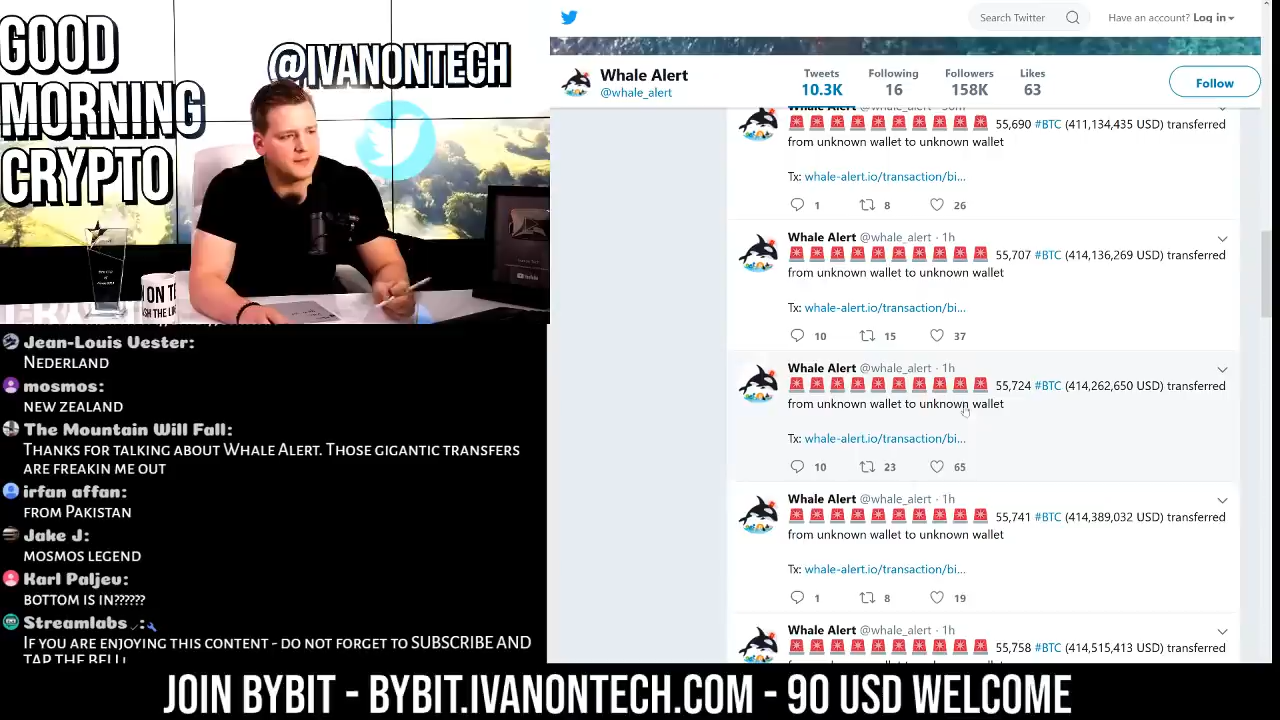 GOOD
MORNING
CRYPTO
@IVANONTECH
ON T
Jean-Louis Vester:
NEDERLAND
mosmos:
NEW ZEALAND
The Mountain Will Fall:
THANKS FOR TALKING ABOUT WHALE ALERT. THOSE GIGANTIC TRANSFERS
ARE FREAKIN ME OUT
irfan affan:
FROM PAKISTAN
Jake J:
MOSMOS LEGEND
Karl Paljev:
BOTTOM IS IN??????
Streamlabs:
IF YOU ARE ENJOYING THIS CONTENT - DO NOT FORGET TO SUBSCRIBE AND
TAP THE BELL!
Search Twitter
Have an account? Log in
Whale Alert
@whale_alert
Tweets
10.3K
Following
16
Followers
158K
Likes
63
Follow
Whale Alert @whale_alert
55,690 #BTC (411,134,435 USD) transferred
from unknown wallet to unknown wallet
Tx: whale-alert.io/transaction/bi...
1 8 26
Whale Alert @whale_alert · 1h
55,707 #BTC (414,136,269 USD) transferred
from unknown wallet to unknown wallet
Tx: whale-alert.io/transaction/bi...
10 15 37
Whale Alert @whale_alert · 1h
55,724 #BTC (414,262,650 USD) transferred
from unknown wallet to unknown wallet
Tx: whale-alert.io/transaction/bi...
10 23 65
Whale Alert @whale_alert · 1h
55,741 #BTC (414,389,032 USD) transferred
from unknown wallet to unknown wallet
Tx: whale-alert.io/transaction/bi...
1 8 19
Whale Alert @whale_alert · 1h
55,758 #BTC (414,515,413 USD) transferred
JOIN BYBIT - BYBIT.IVANONTECH.COM - 90 USD WELCOME